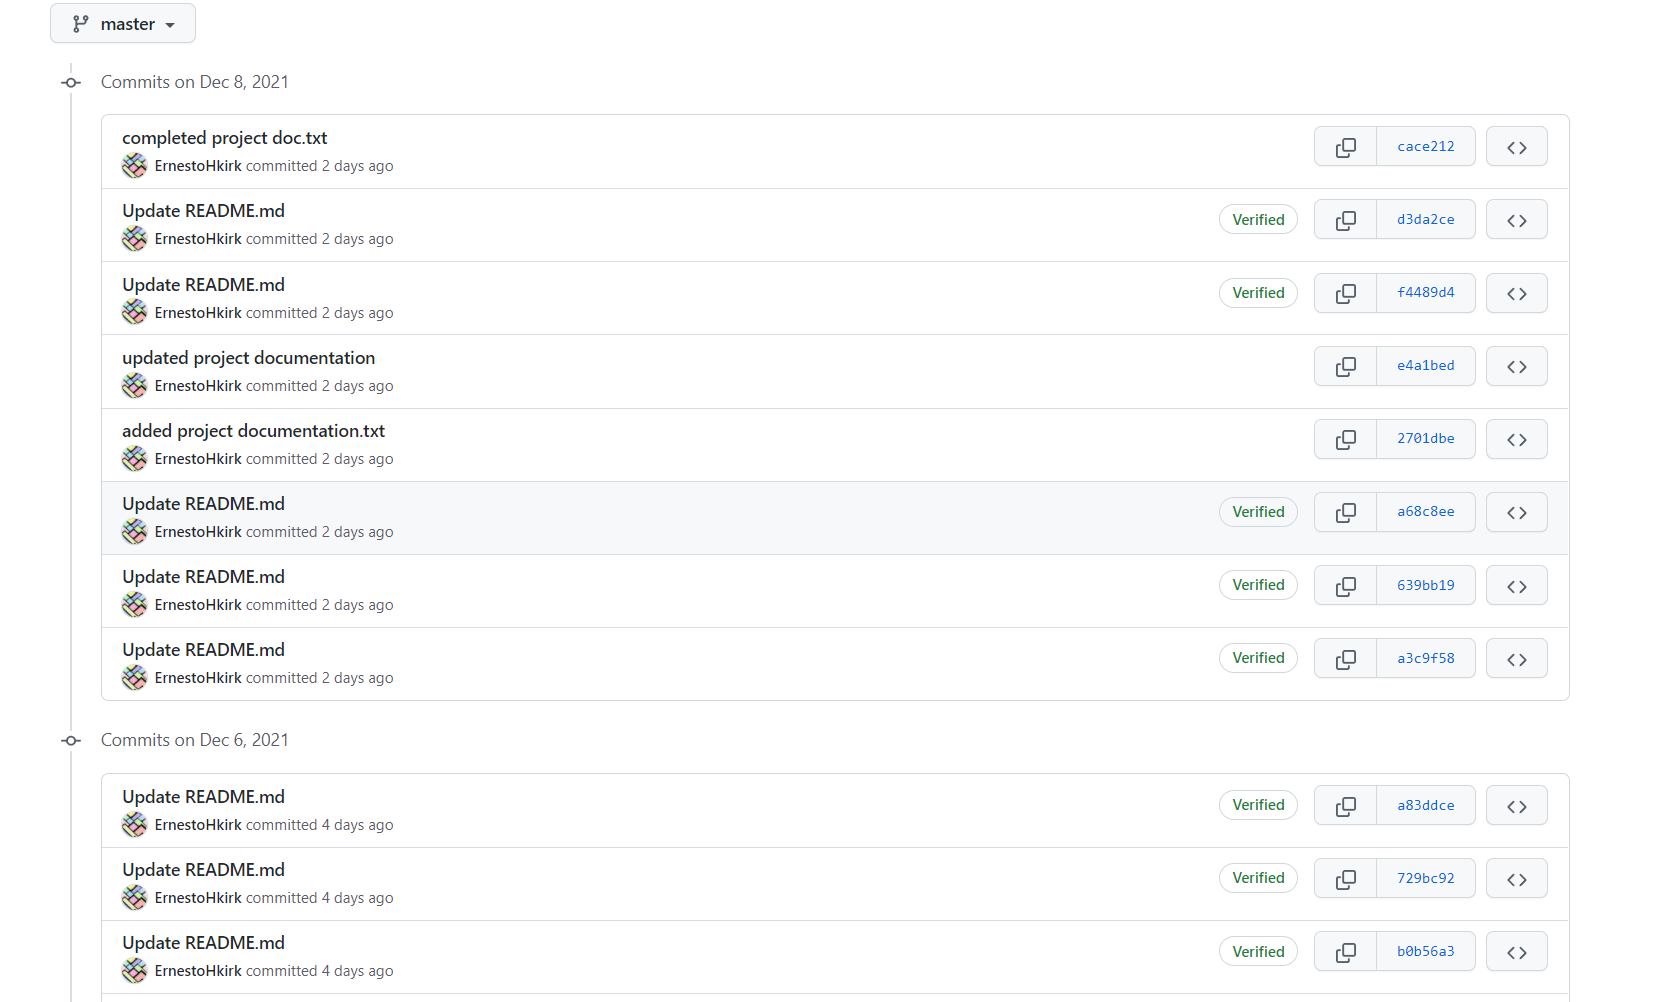 master
Commits on Dec 8, 2021
completed project doc.txt
ErnestoHkirk committed 2 days ago
cace212
Update README.md
ErnestoHkirk committed 2 days ago
Verified
d3da2ce
Update README.md
ErnestoHkirk committed 2 days ago
Verified
f4489d4
updated project documentation
ErnestoHkirk committed 2 days ago
e4a1bed
added project documentation.txt
ErnestoHkirk committed 2 days ago
2701dbe
Update README.md
ErnestoHkirk committed 2 days ago
Verified
a68c8ee
Update README.md
ErnestoHkirk committed 2 days ago
Verified
639bb19
Update README.md
ErnestoHkirk committed 2 days ago
Verified
a3c9f58
Commits on Dec 6, 2021
Update README.md
ErnestoHkirk committed 4 days ago
Verified
a83ddce
Update README.md
ErnestoHkirk committed 4 days ago
Verified
729bc92
Update README.md
ErnestoHkirk committed 4 days ago
Verified
b0b56a3